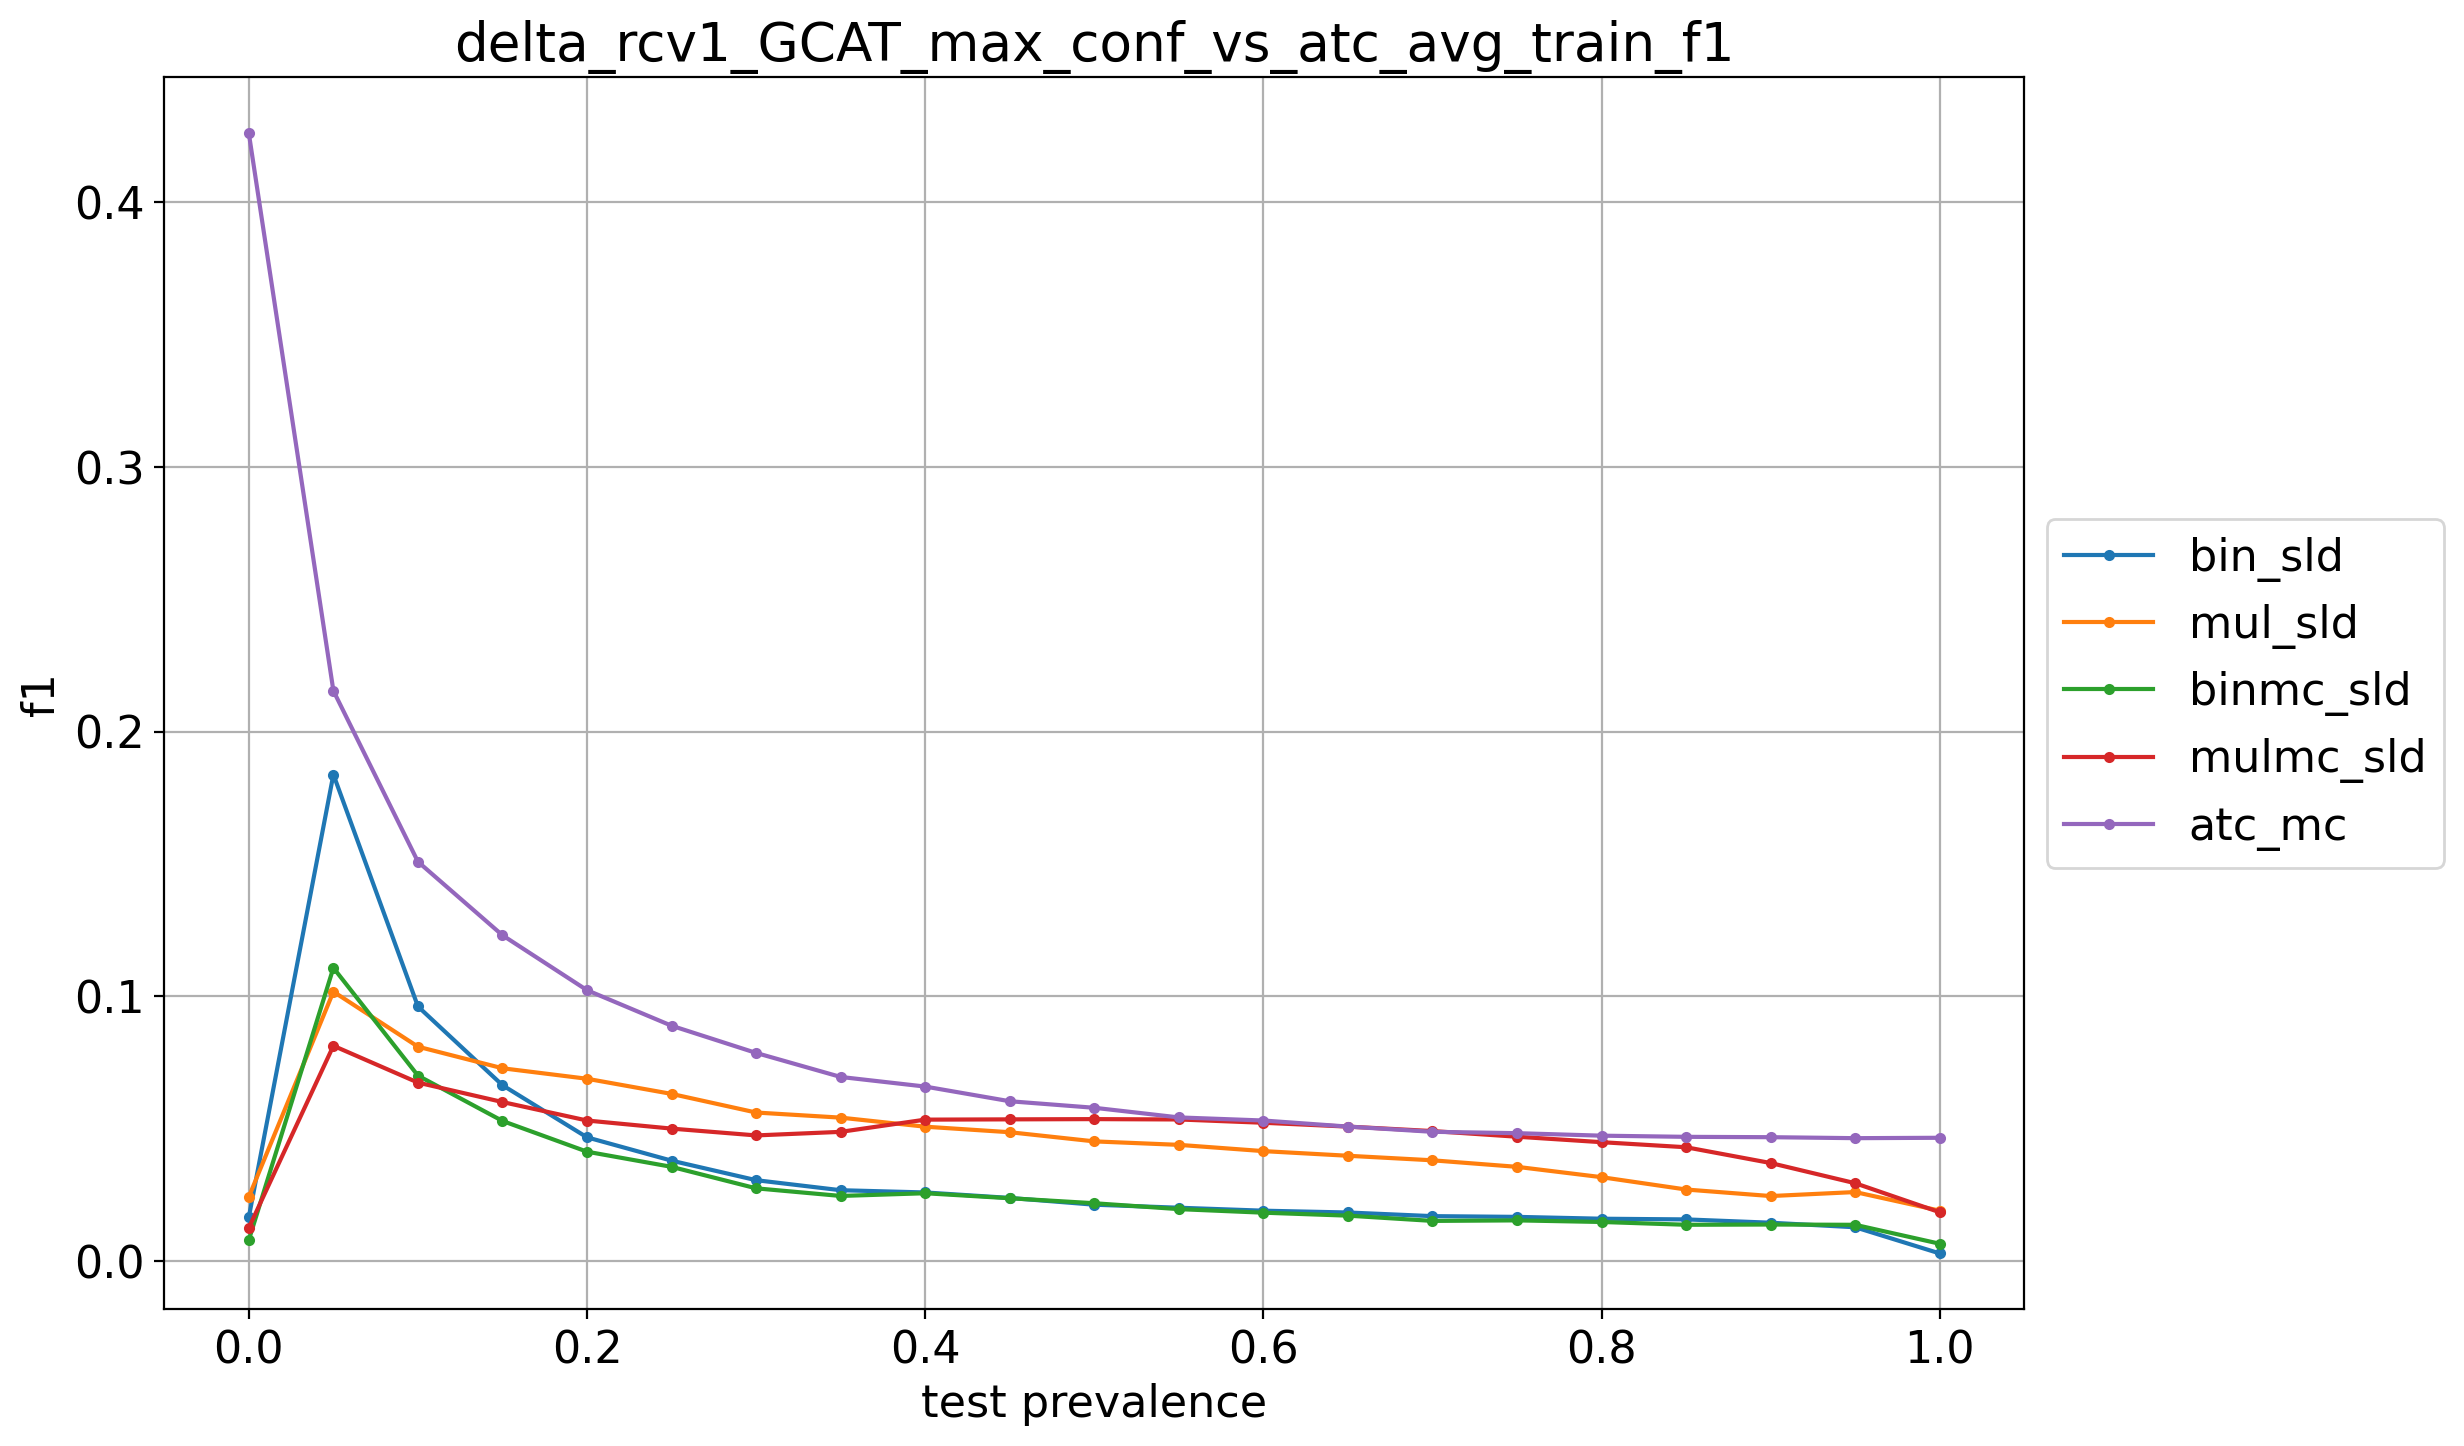 delta_rcv1_GCAT_max_conf_vs_atc_avg_train_f1
f1
0.4
0.3
0.2
0.1
0.0
0.0 0.2 0.4 0.6 0.8 1.0
test prevalence
bin_sld
mul_sld
binmc_sld
mulmc_sld
atc_mc